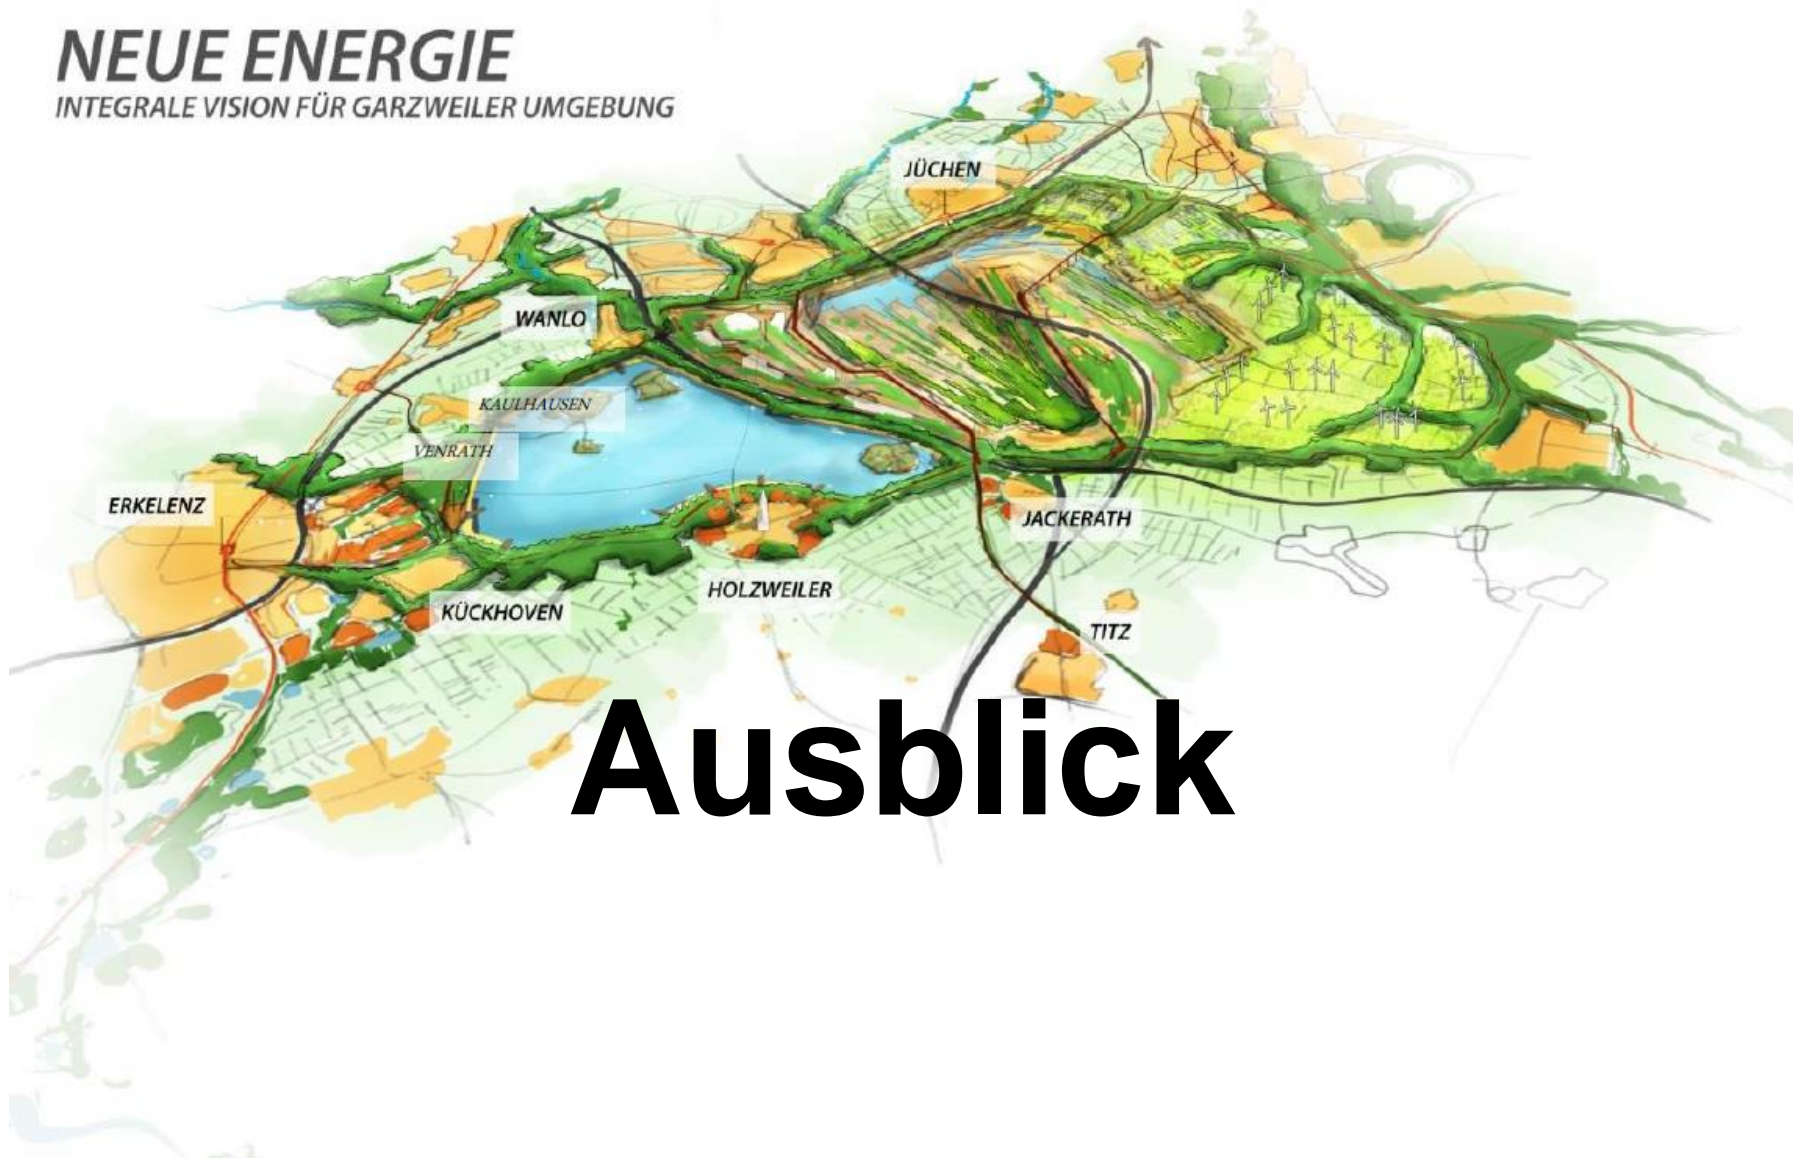 NEUE ENERGIE
INTEGRALE VISION FÜR GARZWEILER UMGEBUNG
JÜCHEN
WANLO
KAULHAUSEN
VENRATH
ERKELENZ
JACKERATH
HOLZWEILER
KÜCKHOVEN
TITZ
Ausblick